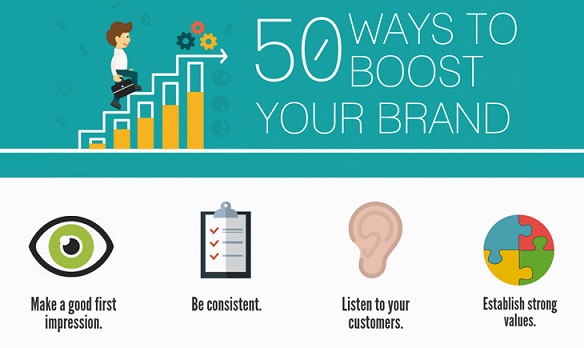 50 WAYS TO
BOOST
YOUR BRAND
Make a good first
impression.
Be consistent.
Listen to your
customers.
Establish strong
values.